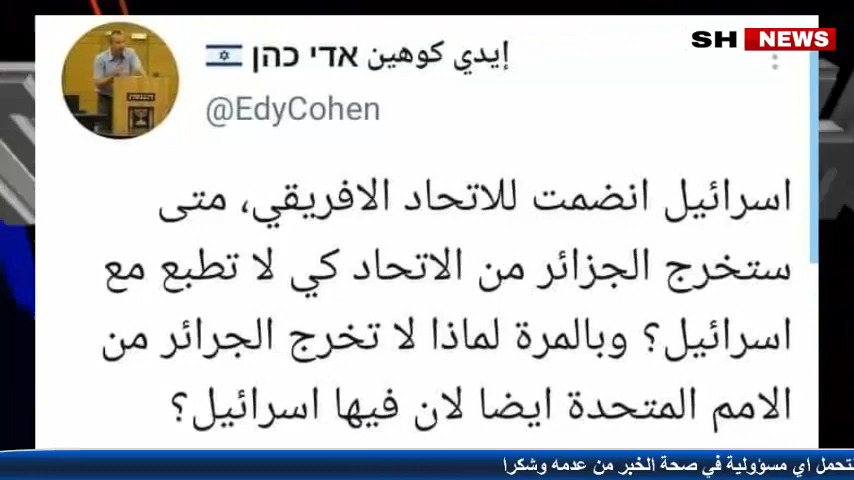 SH NEWS
إيدي كوهين אדי כהן 🇮🇱
@EdyCohen
اسرائيل انضمت للاتحاد الافريقي، متى
ستخرج الجزائر من الاتحاد كي لا تطبع مع
اسرائيل؟ وبالمرة لماذا لا تخرج الجرائر من
الامم المتحدة ايضا لان فيها اسرائيل؟
تتحمل اي مسؤولية في صحة الخبر من عدمه وشكرا